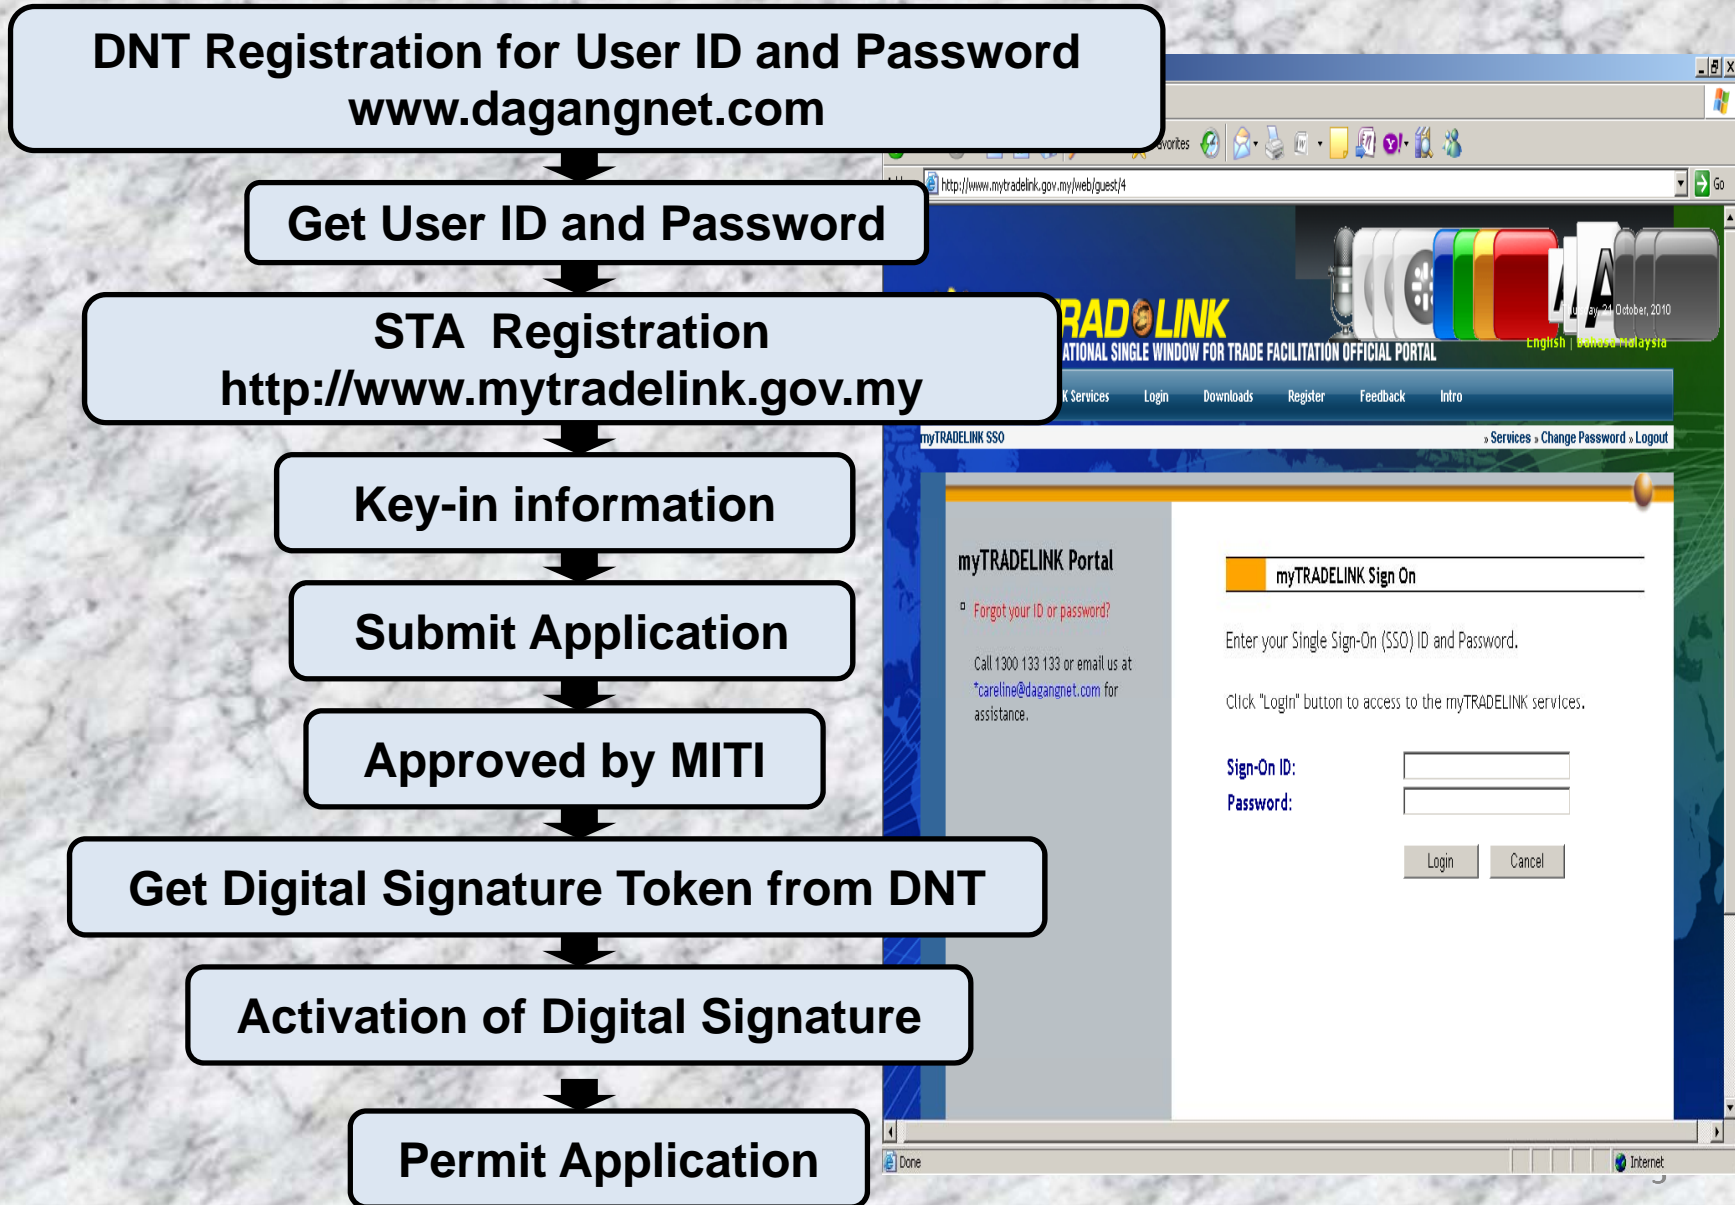 DNT Registration for User ID and Password
www.dagangnet.com
Get User ID and Password
STA Registration
http://www.mytradelink.gov.my
Key-in information
Submit Application
Approved by MITI
Get Digital Signature Token from DNT
Activation of Digital Signature
Permit Application
http://www.mytradelink.gov.my/web/guest/4
Go
LINK
SINGLE WINDOW FOR TRADE FACILITATION OFFICIAL PORTAL
21 October, 2010
English |
Services Login Downloads Register Feedback Intro
myTRADELINK SSO
» Services » Change Password » Logout
myTRADELINK Portal
Forgot your ID or password?
Call 1300 133 133 or email us at
*careline@dagangnet.com for
assistance.
myTRADELINK Sign On
Enter your Single Sign-On (SSO) ID and Password.
Click "Login" button to access to the myTRADELINK services.
Sign-On ID:
Password:
Login Cancel
Done
Internet